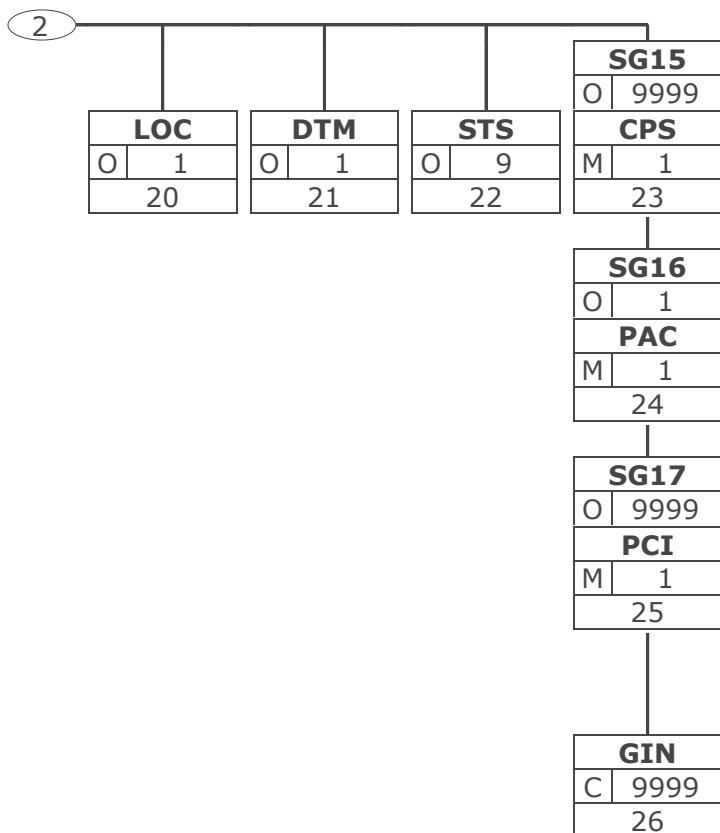 2
SG15
O 9999
LOC DTM STS CPS
O 1 O 1 O 9 M 1
20 21 22 23
SG16
O 1
PAC
M 1
24
SG17
O 9999
PCI
M 1
25
GIN
C 9999
26